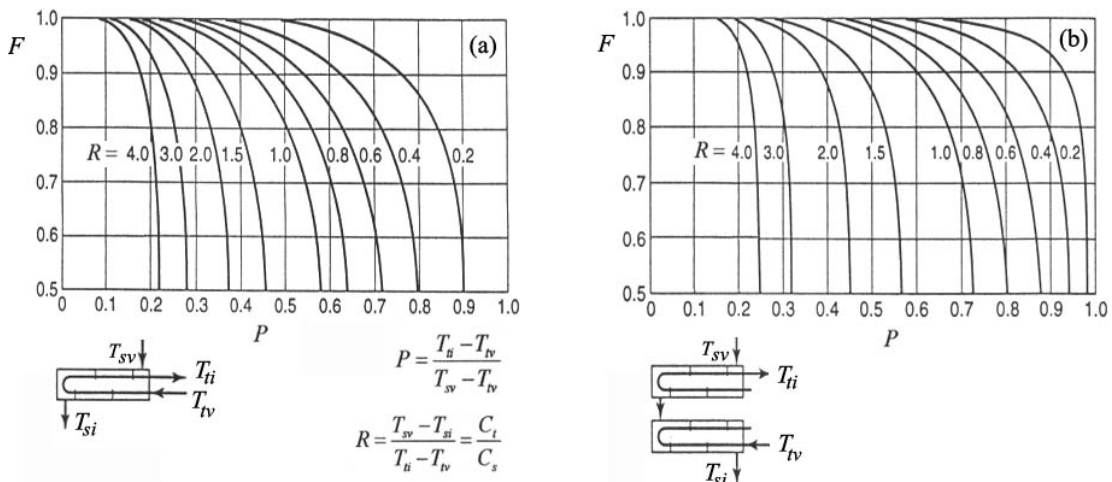 (a)
F
1.0
0.9
0.8
0.7
0.6
0.5
R = 4.0 3.0 2.0 1.5 1.0 0.8 0.6 0.4 0.2
0 0.1 0.2 0.3 0.4 0.5 0.6 0.7 0.8 0.9 1.0
P
T_sv
T_ti
T_tv
T_si
P = (T_ti − T_tv) / (T_sv − T_tv)
R = (T_sv − T_si) / (T_ti − T_tv) = C_t / C_s
(b)
F
1.0
0.9
0.8
0.7
0.6
0.5
R = 4.0 3.0 2.0 1.5 1.0 0.8 0.6 0.4 0.2
0 0.1 0.2 0.3 0.4 0.5 0.6 0.7 0.8 0.9 1.0
P
T_sv
T_ti
T_tv
T_si